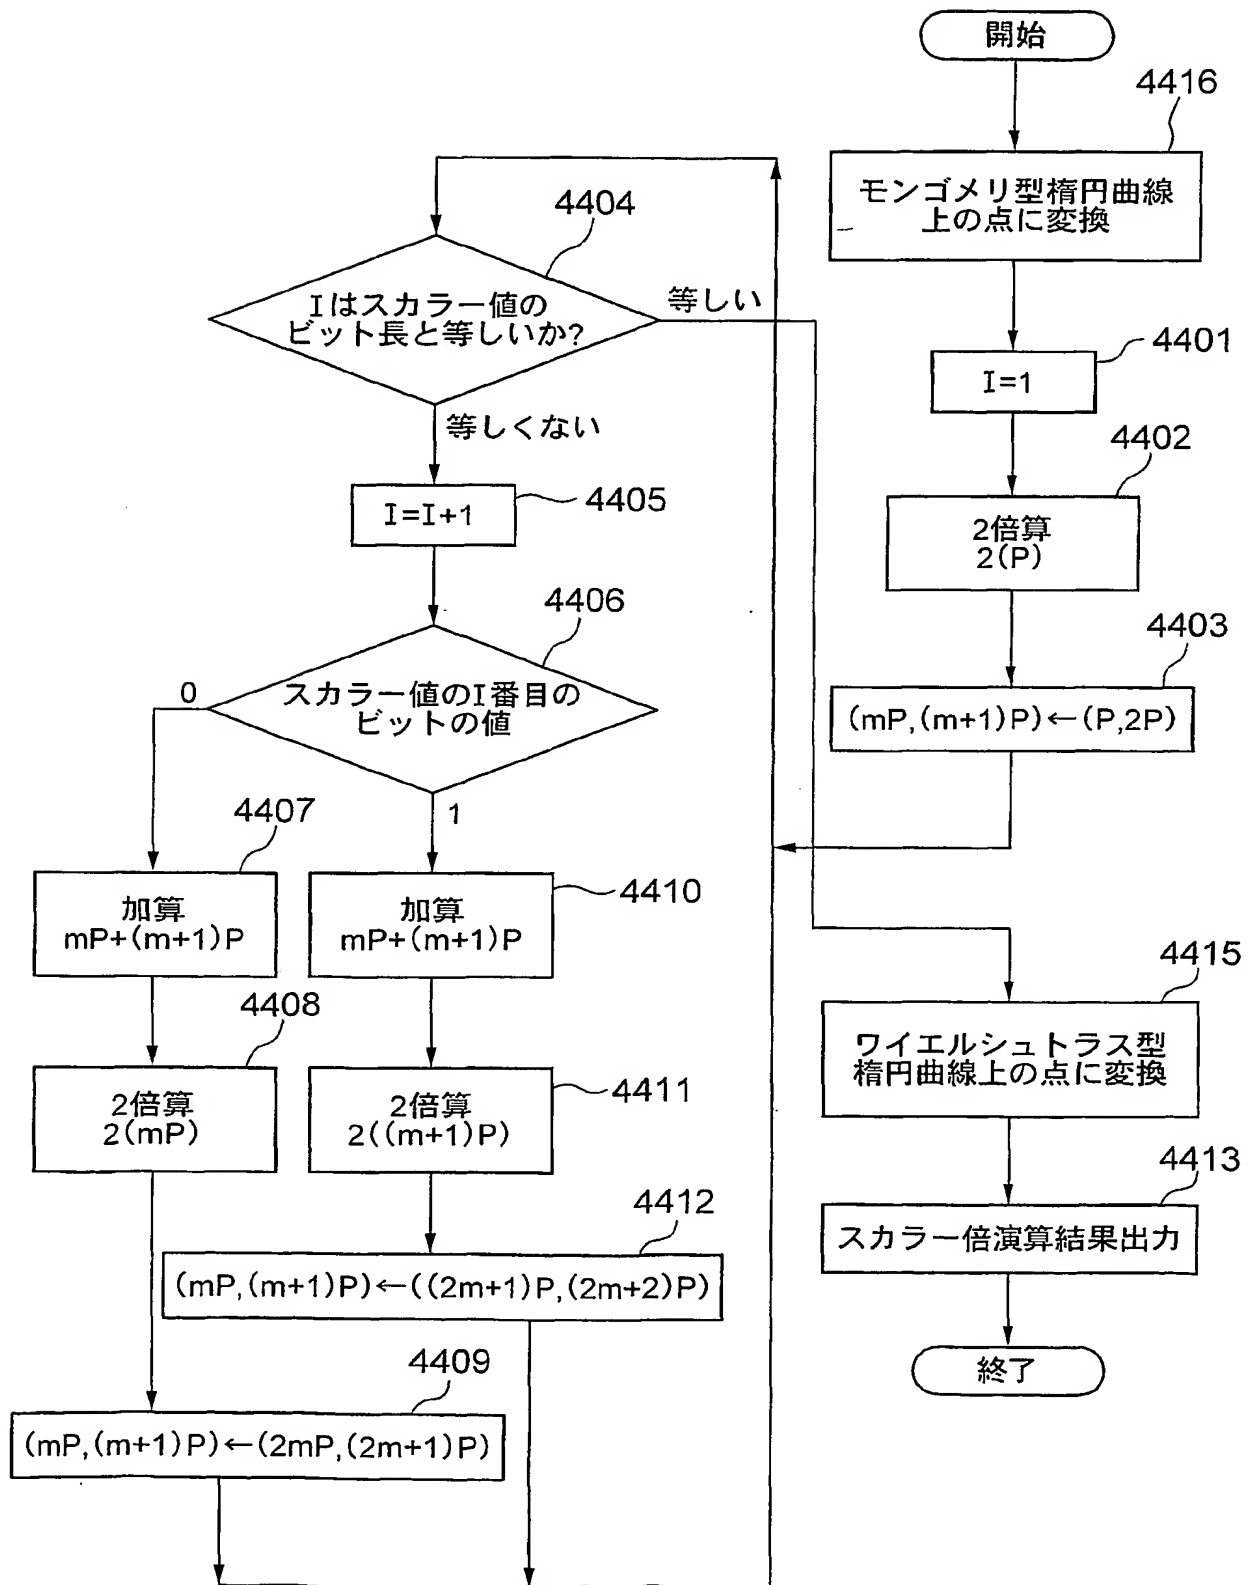 開始
4416
モンゴメリ型楕円曲線
上の点に変換
4401
I=1
4402
2倍算
2(P)
4403
(mP,(m+1)P)←(P,2P)
4404
Iはスカラー値の
ビット長と等しいか?
等しい
等しくない
4405
I=I+1
4406
スカラー値のI番目の
ビットの値
0
1
4407
加算
mP+(m+1)P
4408
2倍算
2(mP)
4409
(mP,(m+1)P)←(2mP,(2m+1)P)
4410
加算
mP+(m+1)P
4411
2倍算
2((m+1)P)
4412
(mP,(m+1)P)←((2m+1)P,(2m+2)P)
4415
ワイエルシュトラス型
楕円曲線上の点に変換
4413
スカラー倍演算結果出力
終了